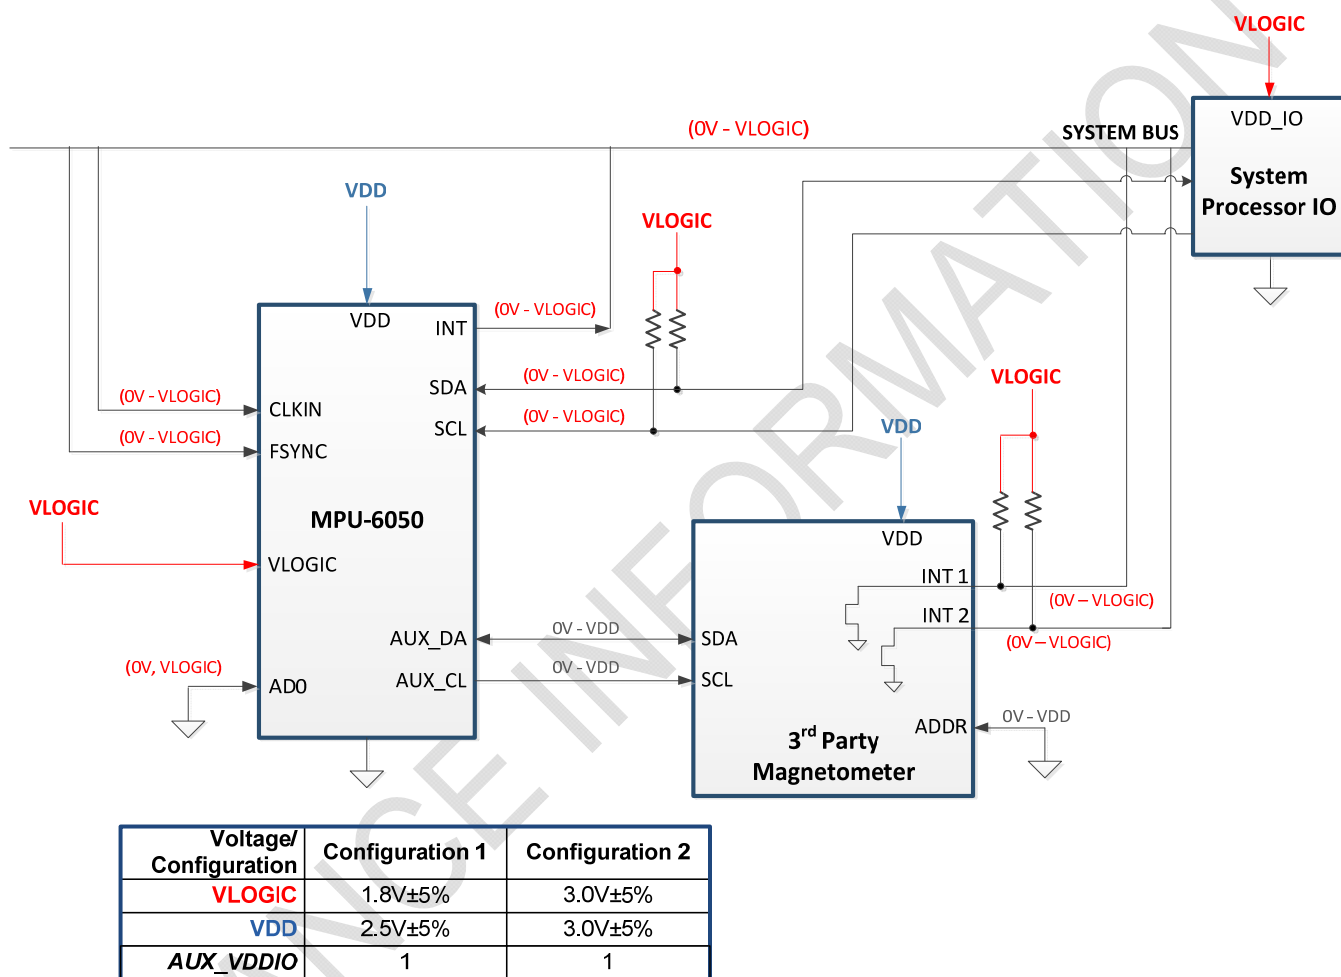 VLOGIC
(0V - VLOGIC)
SYSTEM BUS
VDD_IO
System
Processor IO
VDD
VLOGIC
VDD
INT
(0V - VLOGIC)
SDA
(0V - VLOGIC)
SCL
(0V - VLOGIC)
(0V - VLOGIC)
CLKIN
(0V - VLOGIC)
FSYNC
VLOGIC
VDD
VLOGIC
MPU-6050
VLOGIC
VDD
INT 1
(0V – VLOGIC)
INT 2
(0V – VLOGIC)
AUX_DA
0V - VDD
SDA
AUX_CL
0V - VDD
SCL
(0V, VLOGIC)
AD0
ADDR
0V - VDD
3rd Party
Magnetometer
Voltage/
Configuration
Configuration 1
Configuration 2
VLOGIC
1.8V±5%
3.0V±5%
VDD
2.5V±5%
3.0V±5%
AUX_VDDIO
1
1
ANCE INFORMATION